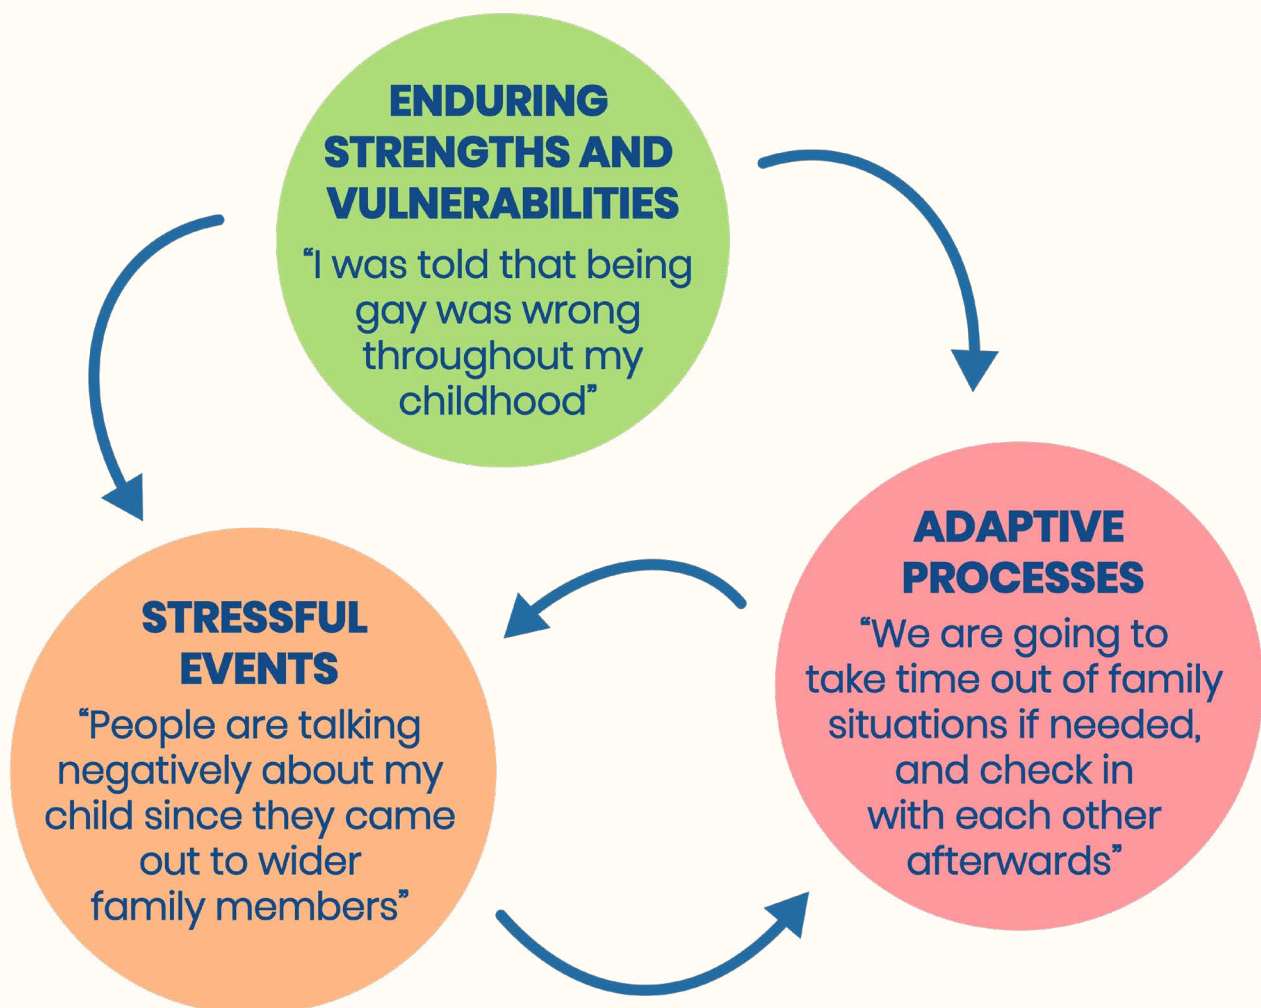 ENDURING
STRENGTHS AND
VULNERABILITIES
“I was told that being
gay was wrong
throughout my
childhood”
ADAPTIVE
PROCESSES
“We are going to
take time out of family
situations if needed,
and check in
with each other
afterwards”
STRESSFUL
EVENTS
“People are talking
negatively about my
child since they came
out to wider
family members”